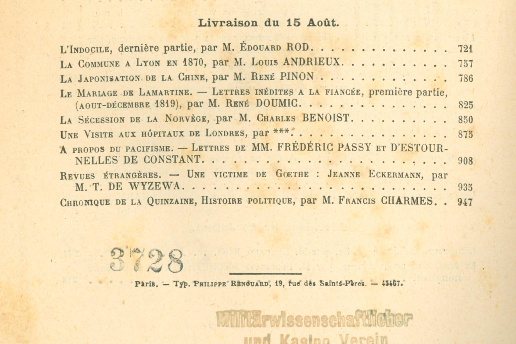 Livraison du 15 Août.
L'Indocile, dernière partie, par M. Édouard ROD. . . . . . . . . . . . . . . 721
La Commune a Lyon en 1870, par M. Louis ANDRIEUX. . . . . . . . . . . . 757
La Japonisation de la Chine, par M. René PINON . . . . . . . . . . . . . . 786
Le Mariage de Lamartine. — Lettres inédites a la fiancée, première partie,
(aout-décembre 1819), par M. René DOUMIC. . . . . . . . . . . . . . . 825
La Sécession de la Norvège, par M. Charles BENOIST. . . . . . . . . . . . 850
Une Visite aux hôpitaux de Londres, par ***. . . . . . . . . . . . . . . . 875
A propos du pacifisme. — Lettres de MM. FRÉDÉRIC PASSY et D'ESTOUR-
NELLES DE CONSTANT. . . . . . . . . . . . . . . . . . . . . . . . 908
Revues étrangères. — Une victime de Gœthe : Jeanne Eckermann, par
M. T. DE WYZEWA. . . . . . . . . . . . . . . . . . . . . . . . . . 935
Chronique de la Quinzaine, Histoire politique, par M. Francis CHARMES. . 947
3728
Paris. — Typ. Philippe Renouard, 19, rue des Saints-Pères. — 45467.
Militärwissenschaftlicher
und Kasino Verein